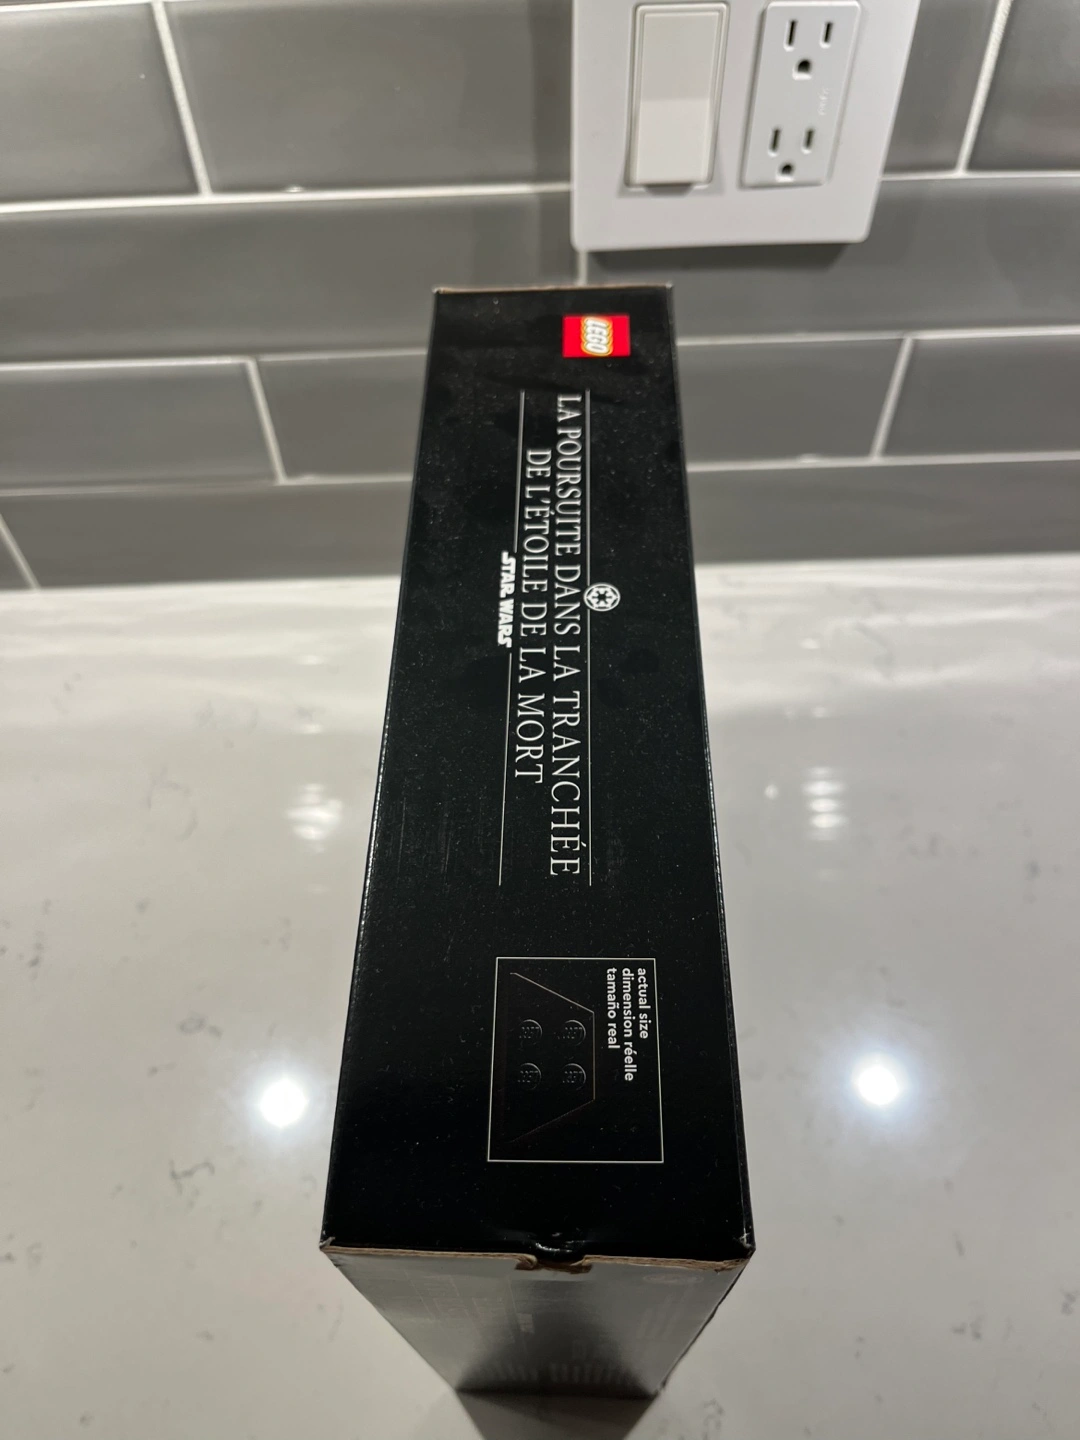 LEGO
LA POURSUITE DANS LA TRANCHÉE
DE L'ÉTOILE DE LA MORT
STAR WARS
actual size
dimension réelle
tamaño real